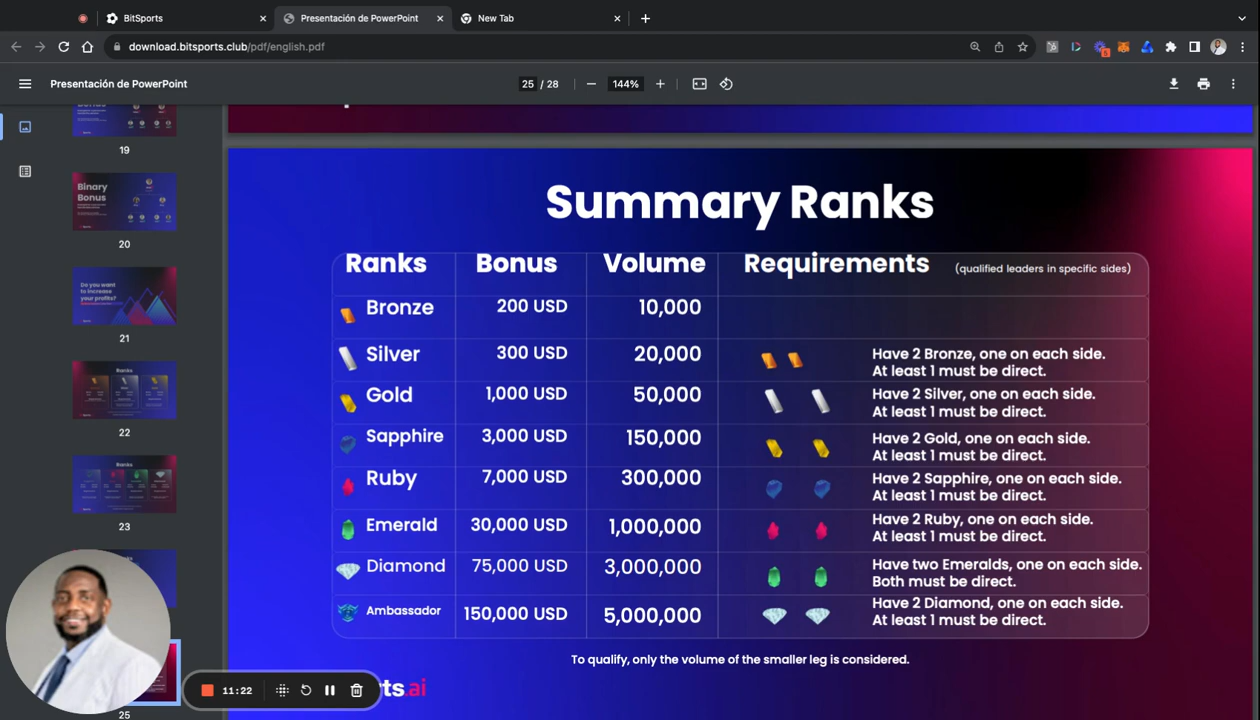 BitSports
Presentación de PowerPoint
New Tab
download.bitsports.club/pdf/english.pdf
5
Presentación de PowerPoint
25 / 28
144%
19
Binary
Bonus
20
Do you want
to increase
your profits?
21
Ranks
22
Ranks
23
25
Summary Ranks
Ranks Bonus Volume Requirements (qualified leaders in specific sides)
Bronze 200 USD 10,000
Silver 300 USD 20,000 Have 2 Bronze, one on each side.
At least 1 must be direct.
Gold 1,000 USD 50,000 Have 2 Silver, one on each side.
At least 1 must be direct.
Sapphire 3,000 USD 150,000 Have 2 Gold, one on each side.
At least 1 must be direct.
Ruby 7,000 USD 300,000 Have 2 Sapphire, one on each side.
At least 1 must be direct.
Emerald 30,000 USD 1,000,000 Have 2 Ruby, one on each side.
At least 1 must be direct.
Diamond 75,000 USD 3,000,000 Have two Emeralds, one on each side.
Both must be direct.
Ambassador 150,000 USD 5,000,000 Have 2 Diamond, one on each side.
At least 1 must be direct.
To qualify, only the volume of the smaller leg is considered.
rts.ai
11:22